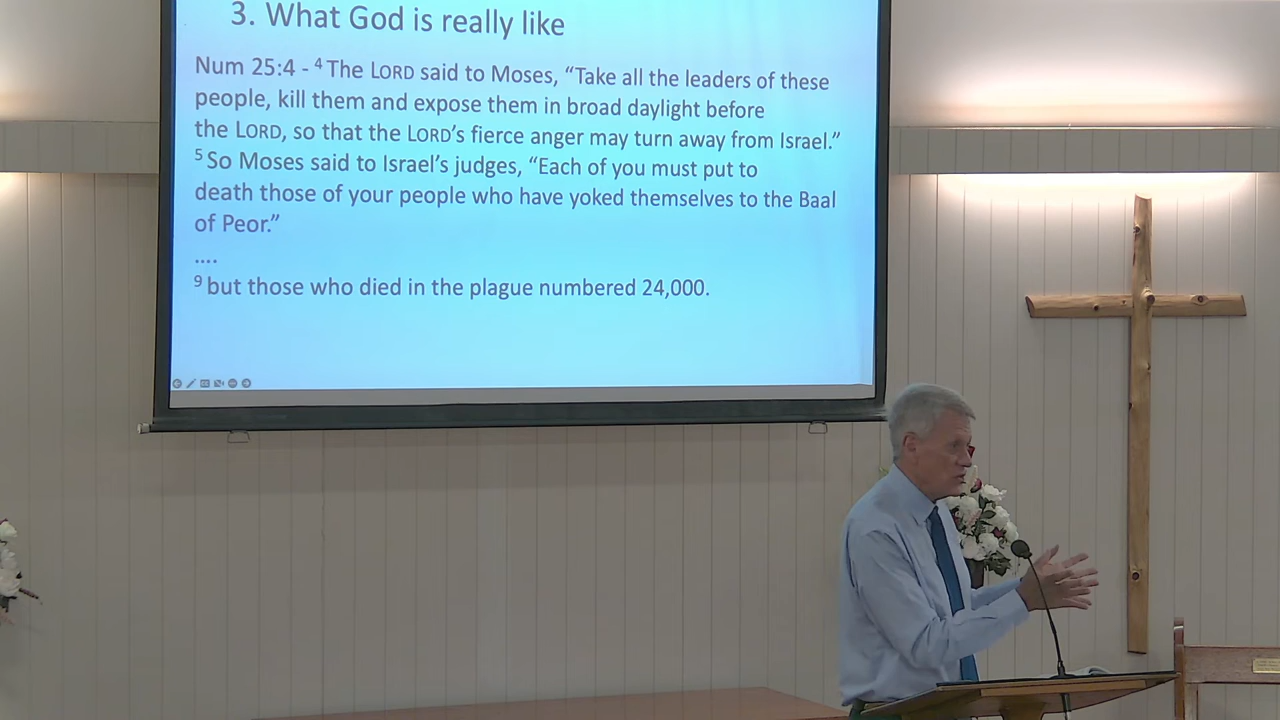 3. What God is really like
Num 25:4 - ⁴ The LORD said to Moses, “Take all the leaders of these
people, kill them and expose them in broad daylight before
the LORD, so that the LORD’s fierce anger may turn away from Israel.”
⁵ So Moses said to Israel’s judges, “Each of you must put to
death those of your people who have yoked themselves to the Baal
of Peor.”
....
⁹ but those who died in the plague numbered 24,000.